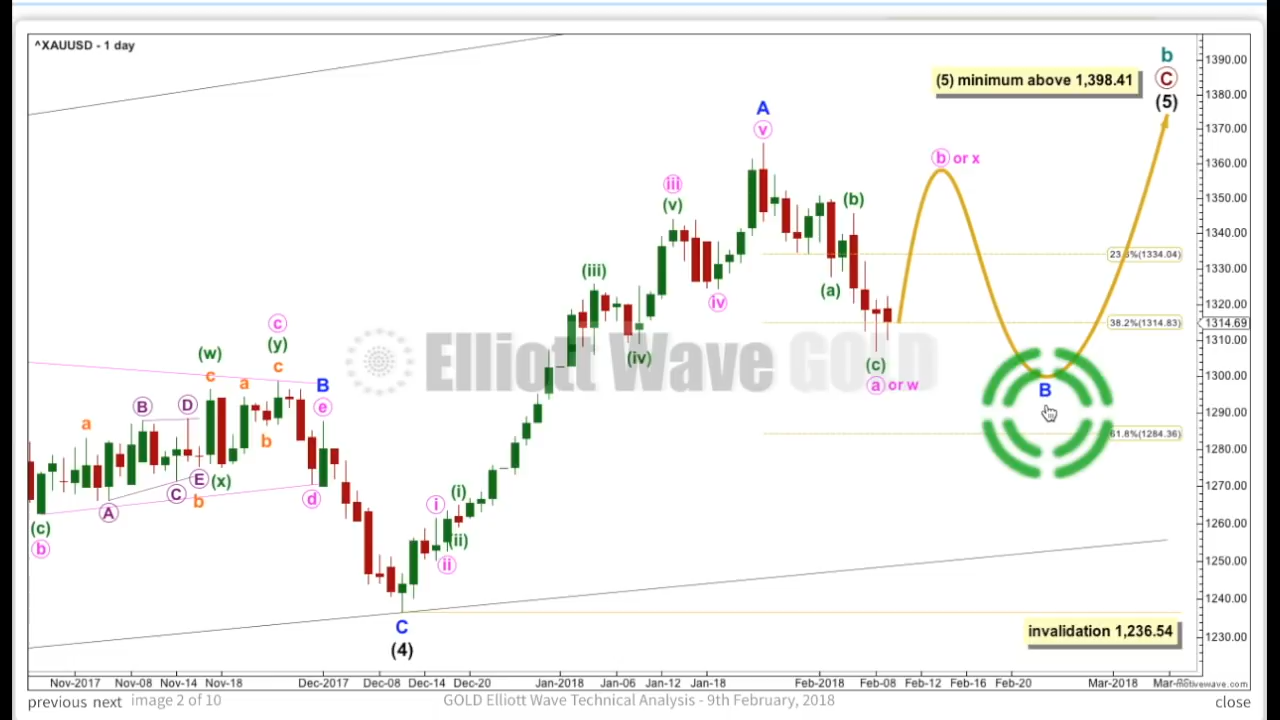 ^XAUUSD - 1 day
b
C
(5)
(5) minimum above 1,398.41
A
v
b or x
iii
(v)
(b)
(iii)
iv
(a)
23.6%(1334.04)
38.2%(1314.83)
61.8%(1284.36)
(iv)
(c)
a or w
Elliott Wave GOLD
c
(y)
(w)
c
a
c
B
e
B
D
a
b
E
(x)
C
b
A
d
(c)
b
i
(i)
(ii)
ii
B
C
(4)
invalidation 1,236.54
1390.00
1380.00
1370.00
1360.00
1350.00
1340.00
1330.00
1320.00
1314.69
1310.00
1300.00
1290.00
1280.00
1270.00
1260.00
1250.00
1240.00
1230.00
Nov-2017 Nov-08 Nov-14 Nov-18 Dec-2017 Dec-08 Dec-14 Dec-20 Jan-2018 Jan-06 Jan-12 Jan-18 Feb-2018 Feb-08 Feb-12 Feb-16 Feb-20 Mar-2018
previous next image 2 of 10 GOLD Elliott Wave Technical Analysis - 9th February, 2018 close